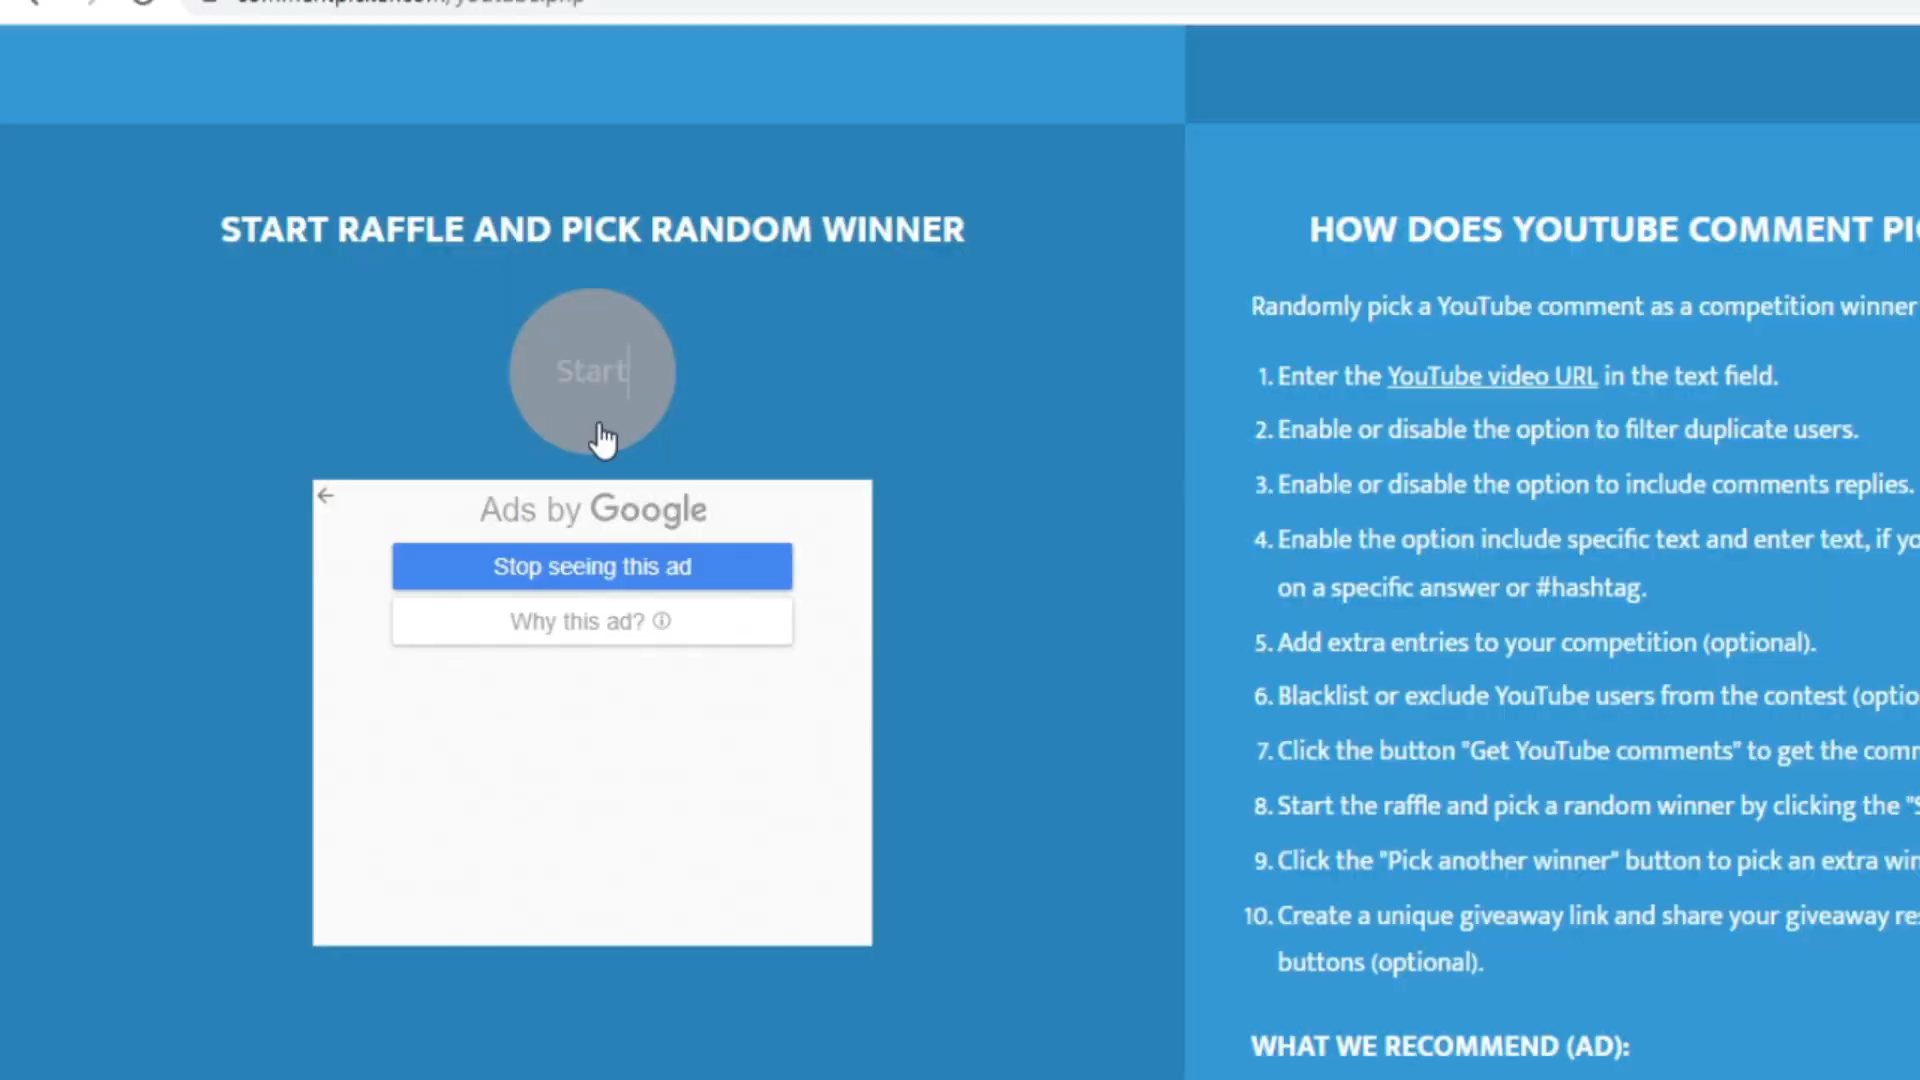 START RAFFLE AND PICK RANDOM WINNER
Start
Ads by Google
Stop seeing this ad
Why this ad?
HOW DOES YOUTUBE COMMENT
Randomly pick a YouTube comment as a competition winner
1. Enter the YouTube video URL in the text field.
2. Enable or disable the option to filter duplicate users.
3. Enable or disable the option to include comments replies.
4. Enable the option include specific text and enter text, if
on a specific answer or #hashtag.
5. Add extra entries to your competition (optional).
6. Blacklist or exclude YouTube users from the contest
7. Click the button "Get YouTube comments" to get the
8. Start the raffle and pick a random winner by clicking the
9. Click the "Pick another winner" button to pick an extra
10. Create a unique giveaway link and share your giveaway
buttons (optional).
WHAT WE RECOMMEND (AD):